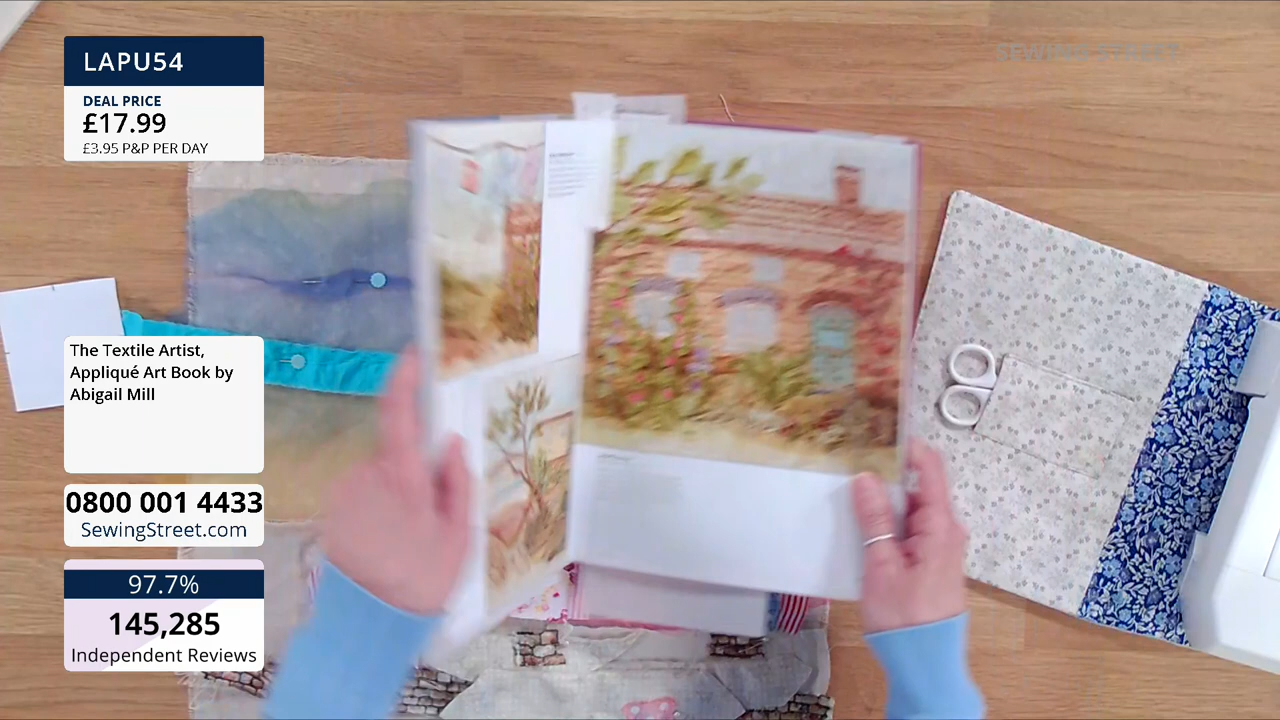 LAPU54
DEAL PRICE
£17.99
£3.95 P&P PER DAY
SEWING STREET
The Textile Artist,
Appliqué Art Book by
Abigail Mill
0800 001 4433
SewingStreet.com
97.7%
145,285
Independent Reviews